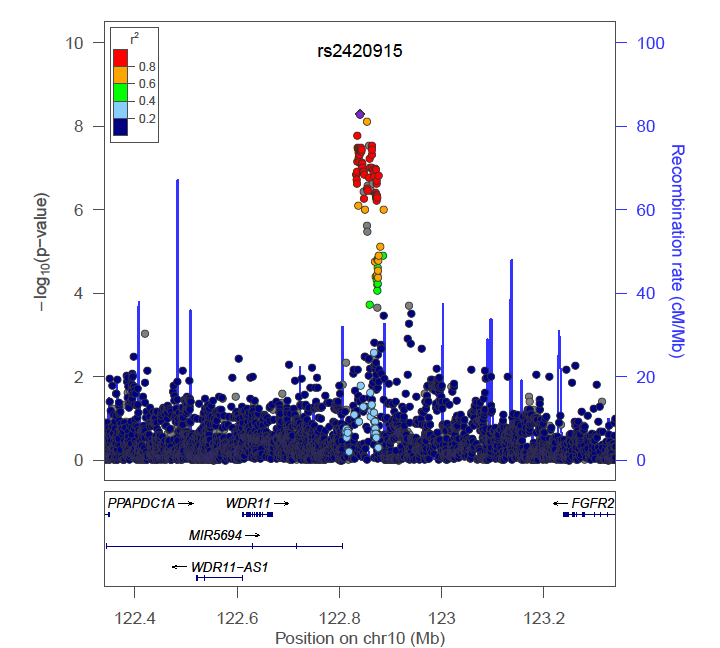 rs2420915
r2
0.8
0.6
0.4
0.2
10
8
6
4
2
0
−log10(p−value)
100
80
60
40
20
0
Recombination rate (cM/Mb)
PPAPDC1A
WDR11
FGFR2
MIR5694
WDR11−AS1
122.4 122.6 122.8 123 123.2
Position on chr10 (Mb)